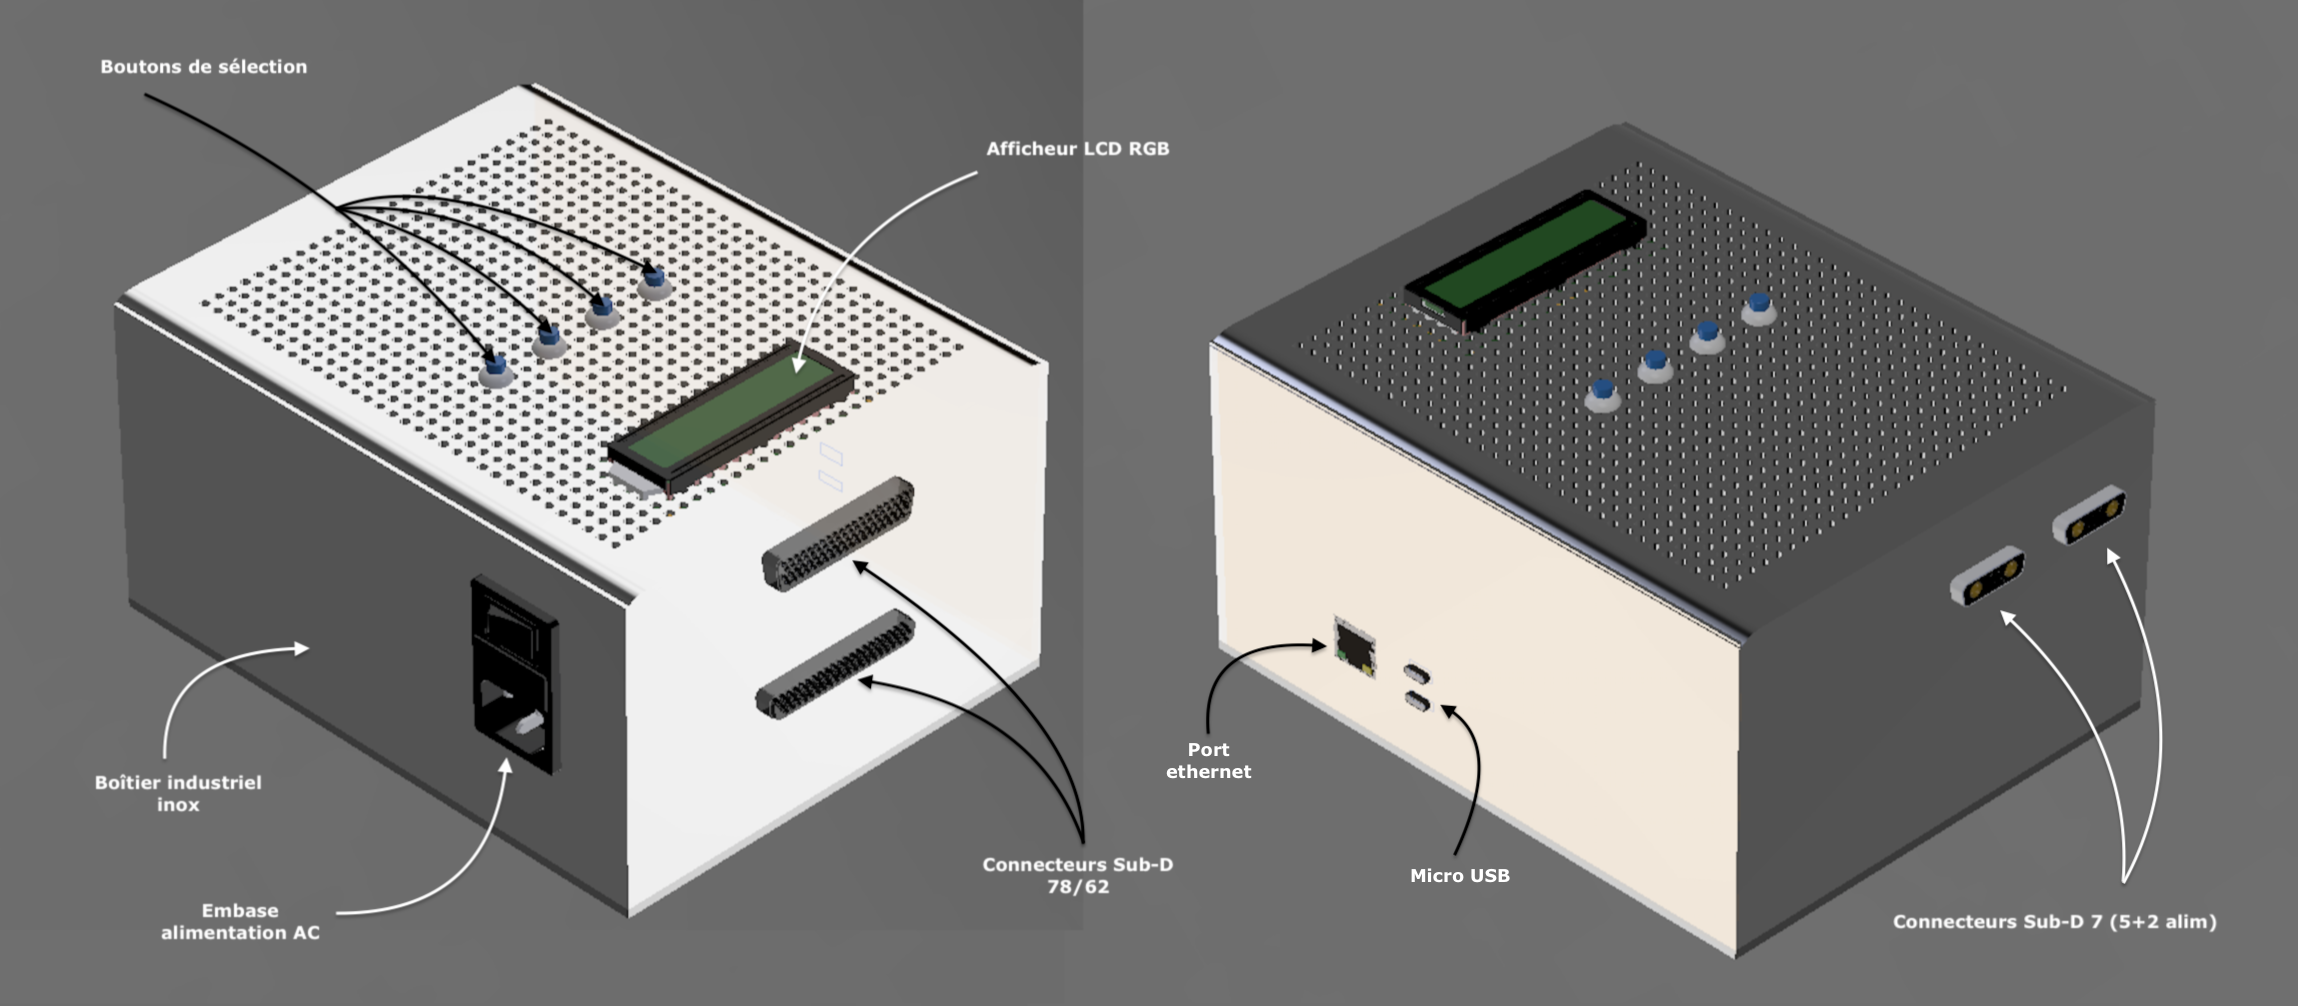 Boutons de sélection
Afficheur LCD RGB
Boîtier industriel
inox
Embase
alimentation AC
Connecteurs Sub-D
78/62
Port
ethernet
Micro USB
Connecteurs Sub-D 7 (5+2 alim)